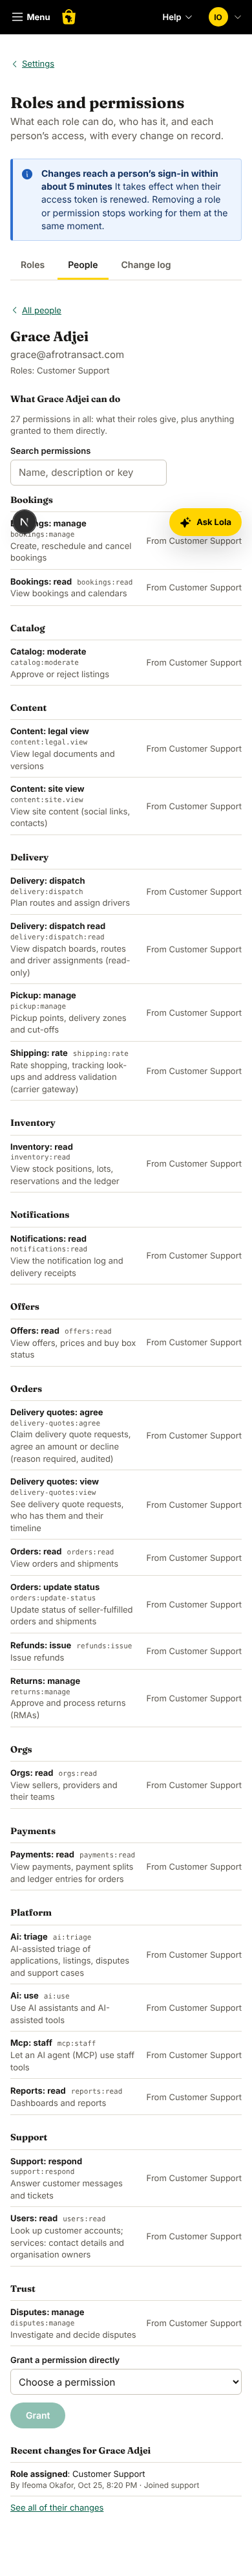 Menu
Help
IO
Settings
Roles and permissions
What each role can do, who has it, and each
person's access, with every change on record.
Changes reach a person's sign-in within
about 5 minutes It takes effect when their
access token is renewed. Removing a role
or permission stops working for them at the
same moment.
Roles
People
Change log
All people
Grace Adjei
grace@afrotransact.com
Roles: Customer Support
What Grace Adjei can do
27 permissions in all: what their roles give, plus anything
granted to them directly.
Search permissions
Name, description or key
Bookings
N
Ask Lola
bookings:manage
Create, reschedule and cancel
bookings
From Customer Support
Bookings: read bookings:read
View bookings and calendars
From Customer Support
Catalog
Catalog: moderate
catalog:moderate
Approve or reject listings
From Customer Support
Content
Content: legal view
content:legal.view
View legal documents and
versions
From Customer Support
Content: site view
content:site.view
View site content (social links,
contacts)
From Customer Support
Delivery
Delivery: dispatch
delivery:dispatch
Plan routes and assign drivers
From Customer Support
Delivery: dispatch read
delivery:dispatch:read
View dispatch boards, routes
and driver assignments (read-
only)
From Customer Support
Pickup: manage
pickup:manage
Pickup points, delivery zones
and cut-offs
From Customer Support
Shipping: rate shipping:rate
Rate shopping, tracking look-
ups and address validation
(carrier gateway)
From Customer Support
Inventory
Inventory: read
inventory:read
View stock positions, lots,
reservations and the ledger
From Customer Support
Notifications
Notifications: read
notifications:read
View the notification log and
delivery receipts
From Customer Support
Offers
Offers: read offers:read
View offers, prices and buy box
status
From Customer Support
Orders
Delivery quotes: agree
delivery-quotes:agree
Claim delivery quote requests,
agree an amount or decline
(reason required, audited)
From Customer Support
Delivery quotes: view
delivery-quotes:view
See delivery quote requests,
who has them and their
timeline
From Customer Support
Orders: read orders:read
View orders and shipments
From Customer Support
Orders: update status
orders:update-status
Update status of seller-fulfilled
orders and shipments
From Customer Support
Refunds: issue refunds:issue
Issue refunds
From Customer Support
Returns: manage
returns:manage
Approve and process returns
(RMAs)
From Customer Support
Orgs
Orgs: read orgs:read
View sellers, providers and
their teams
From Customer Support
Payments
Payments: read payments:read
View payments, payment splits
and ledger entries for orders
From Customer Support
Platform
Ai: triage ai:triage
AI-assisted triage of
applications, listings, disputes
and support cases
From Customer Support
Ai: use ai:use
Use AI assistants and AI-
assisted tools
From Customer Support
Mcp: staff mcp:staff
Let an AI agent (MCP) use staff
tools
From Customer Support
Reports: read reports:read
Dashboards and reports
From Customer Support
Support
Support: respond
support:respond
Answer customer messages
and tickets
From Customer Support
Users: read users:read
Look up customer accounts;
services: contact details and
organisation owners
From Customer Support
Trust
Disputes: manage
disputes:manage
Investigate and decide disputes
From Customer Support
Grant a permission directly
Choose a permission
Grant
Recent changes for Grace Adjei
Role assigned: Customer Support
By Ifeoma Okafor, Oct 25, 8:20 PM · Joined support
See all of their changes